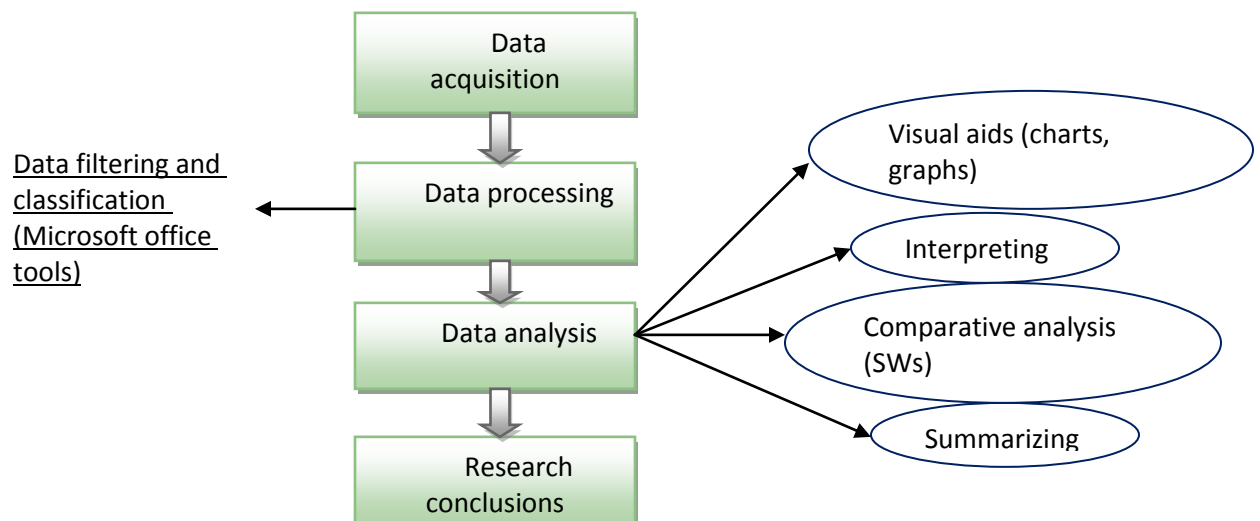 Data
acquisition
Data filtering and
classification
(Microsoft office
tools)
Data processing
Data analysis
Research
conclusions
Visual aids (charts,
graphs)
Interpreting
Comparative analysis
(SWs)
Summarizing